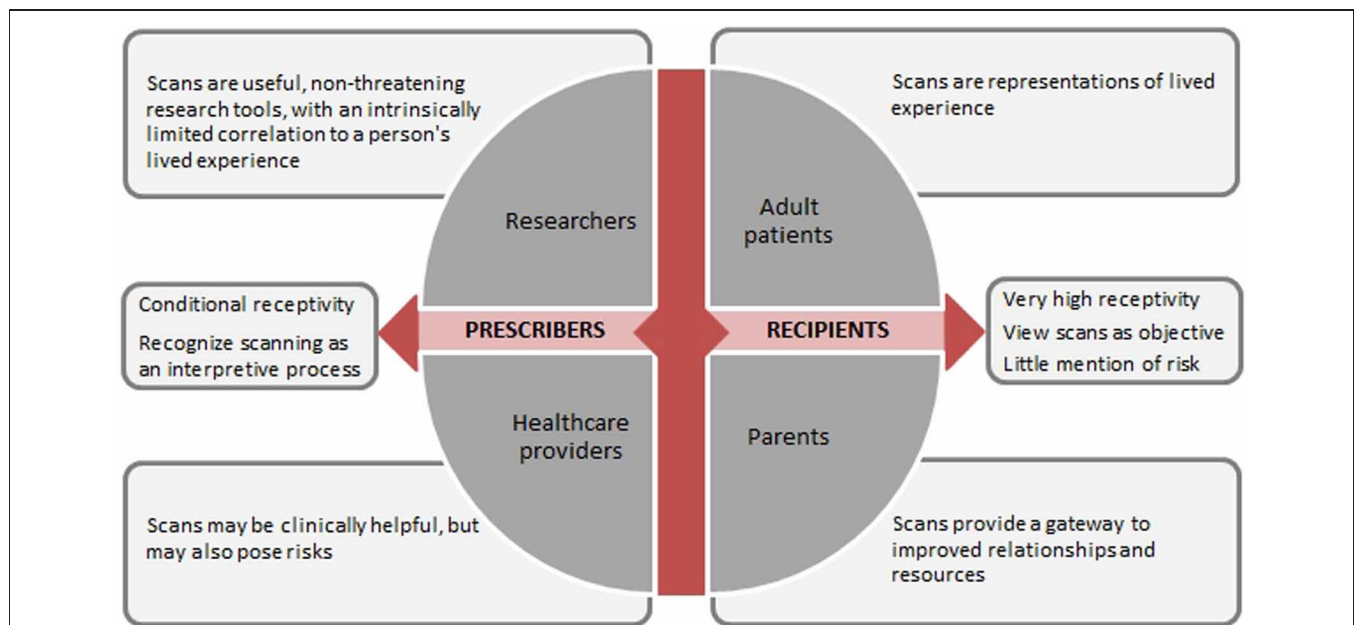 Scans are useful, non-threatening
research tools, with an intrinsically
limited correlation to a person's
lived experience
Scans are representations of lived
experience
Researchers
Adult
patients
Conditional receptivity
Recognize scanning as
an interpretive process
PRESCRIBERS
RECIPIENTS
Very high receptivity
View scans as objective
Little mention of risk
Healthcare
providers
Parents
Scans may be clinically helpful, but
may also pose risks
Scans provide a gateway to
improved relationships and
resources